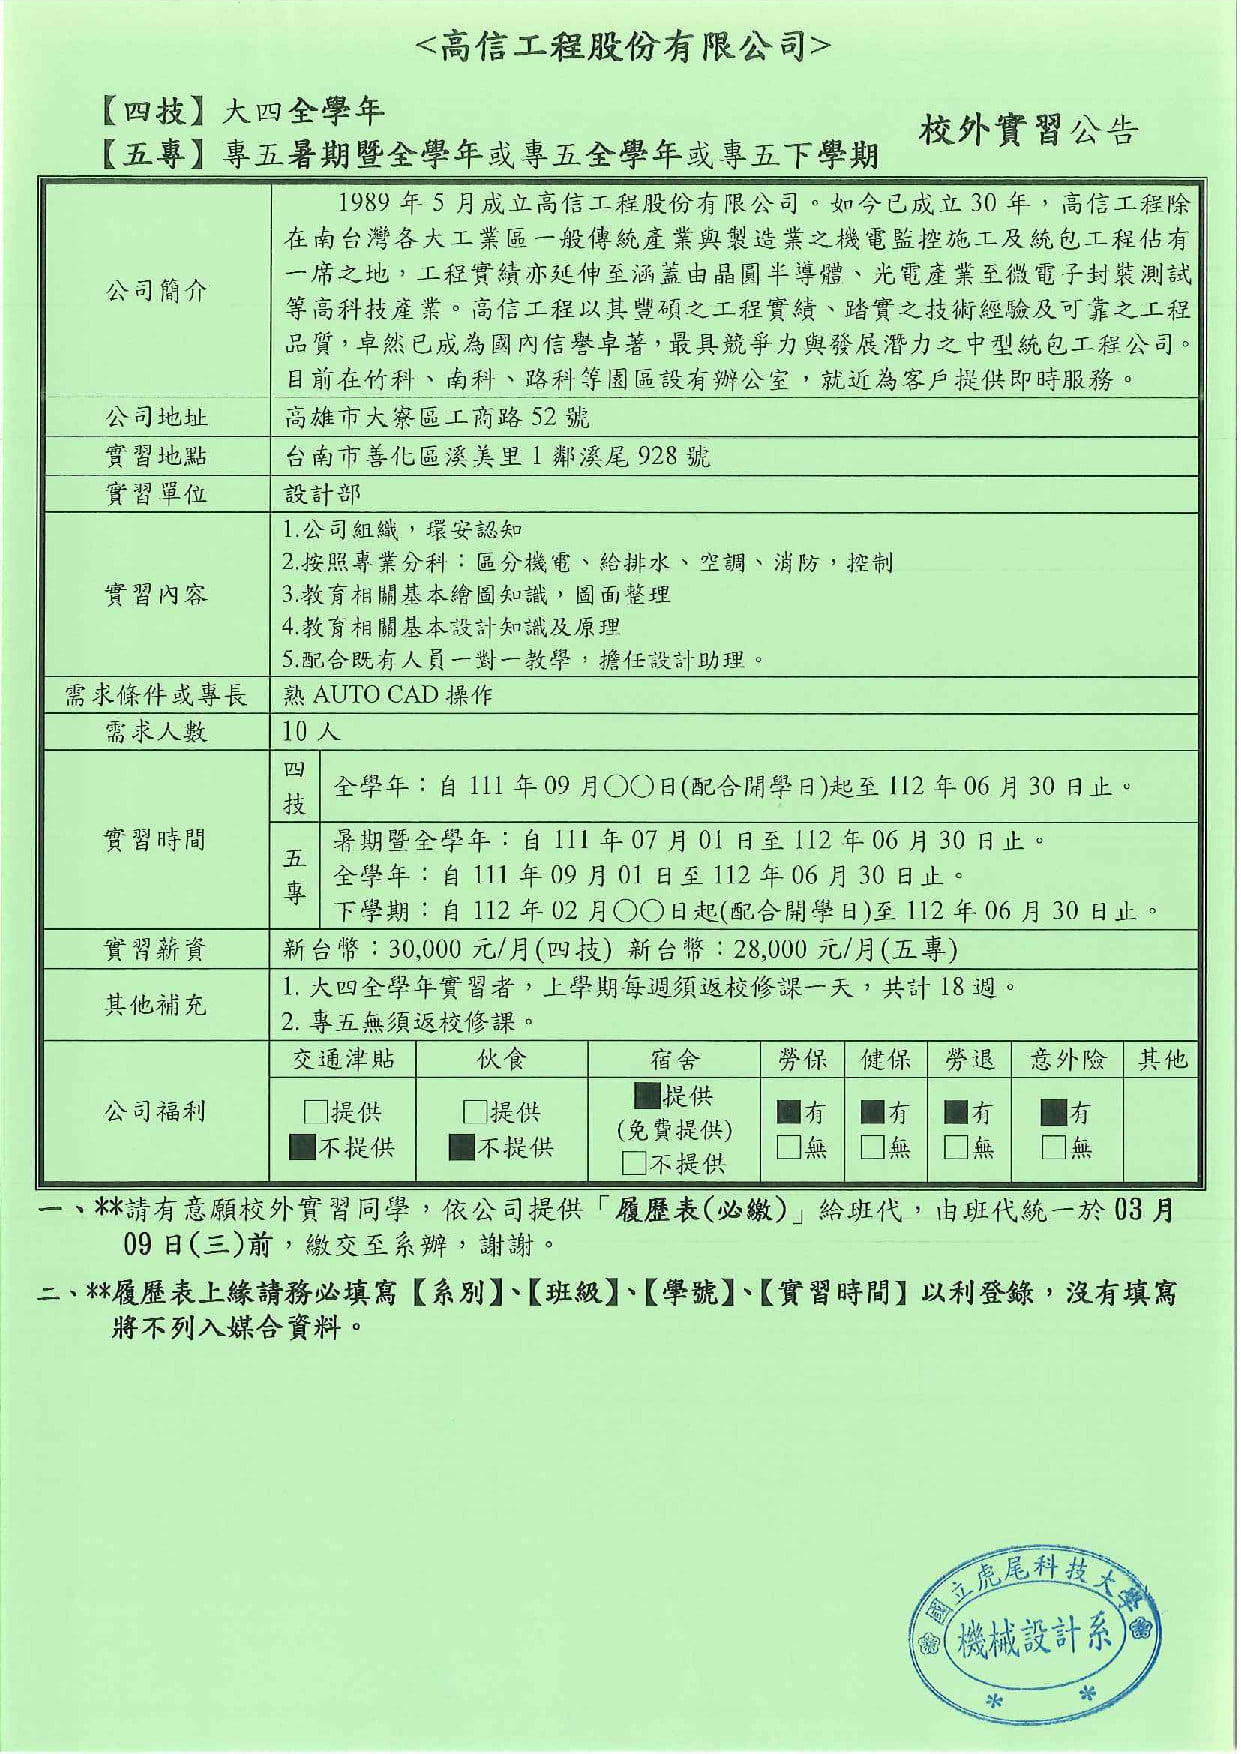 <高信工程股份有限公司>
【四技】大四全學年
校外實習公告
【五專】專五暑期暨全學年或專五全學年或專五下學期
公司簡介
1989 年 5 月成立高信工程股份有限公司。如今已成立 30 年，高信工程除
在南台灣各大工業區一般傳統產業與製造業之機電監控施工及統包工程佔有
一席之地，工程實績亦延伸至涵蓋由晶圓半導體、光電產業至微電子封裝測試
等高科技產業。高信工程以其豐碩之工程實績、踏實之技術經驗及可靠之工程
品質，卓然已成為國內信譽卓著，最具競爭力與發展潛力之中型統包工程公司。
目前在竹科、南科、路科等園區設有辦公室，就近為客戶提供即時服務。
公司地址 高雄市大寮區工商路 52 號
實習地點 台南市善化區溪美里 1 鄰溪尾 928 號
實習單位 設計部
實習內容
1.公司組織，環安認知
2.按照專業分科：區分機電、給排水、空調、消防，控制
3.教育相關基本繪圖知識，圖面整理
4.教育相關基本設計知識及原理
5.配合既有人員一對一教學，擔任設計助理。
需求條件或專長 熟 AUTO CAD 操作
需求人數 10 人
實習時間
四技 全學年：自 111 年 09 月〇〇日(配合開學日)起至 112 年 06 月 30 日止。
五專 暑期暨全學年：自 111 年 07 月 01 日至 112 年 06 月 30 日止。
全學年：自 111 年 09 月 01 日至 112 年 06 月 30 日止。
下學期：自 112 年 02 月〇〇日起(配合開學日)至 112 年 06 月 30 日止。
實習薪資 新台幣：30,000 元/月(四技) 新台幣：28,000 元/月(五專)
其他補充
1. 大四全學年實習者，上學期每週須返校修課一天，共計 18 週。
2. 專五無須返校修課。
公司福利
交通津貼 伙食 宿舍 勞保 健保 勞退 意外險 其他
□提供 □提供 ■提供 ■有 ■有 ■有 ■有
(免費提供)
■不提供 ■不提供 □不提供 □無 □無 □無 □無
一、**請有意願校外實習同學，依公司提供「履歷表(必繳)」給班代，由班代統一於 03 月
09 日(三)前，繳交至系辦，謝謝。
二、**履歷表上緣請務必填寫【系別】、【班級】、【學號】、【實習時間】以利登錄，沒有填寫
將不列入媒合資料。
國立虎尾科技大學
機械設計系